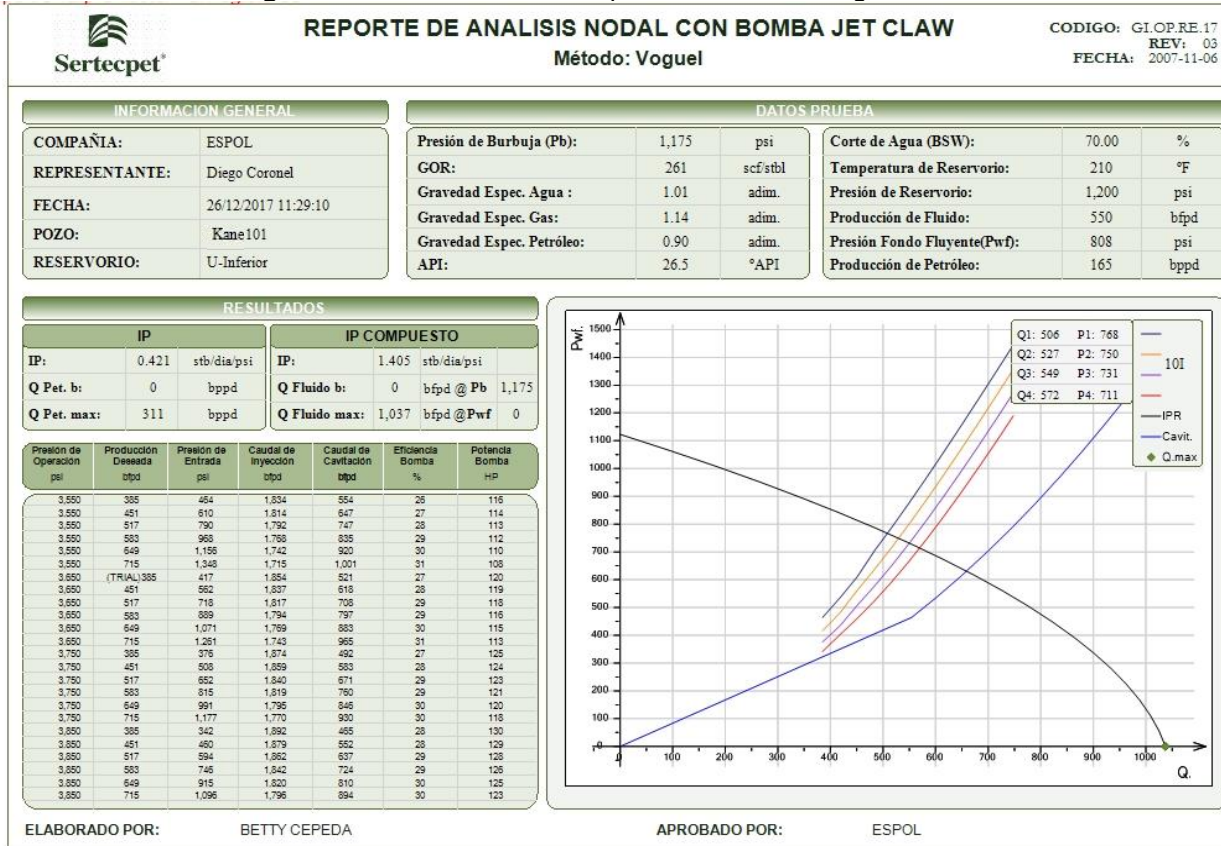 REPORTE DE ANALISIS NODAL CON BOMBA JET CLAW
Método: Voguel
Sertecpet
CODIGO: GI.OP.RE.17
REV: 03
FECHA: 2007-11-06
INFORMACION GENERAL
COMPAÑIA: ESPOL
REPRESENTANTE: Diego Coronel
FECHA: 26/12/2017 11:29:10
POZO: Kane101
RESERVORIO: U-Inferior
DATOS PRUEBA
Presión de Burbuja (Pb): 1,175 psi
GOR: 261 scf/stbl
Gravedad Espec. Agua : 1.01 adim.
Gravedad Espec. Gas: 1.14 adim.
Gravedad Espec. Petróleo: 0.90 adim.
API: 26.5 °API
Corte de Agua (BSW): 70.00 %
Temperatura de Reservorio: 210 °F
Presión de Reservorio: 1,200 psi
Producción de Fluido: 550 bfpd
Presión Fondo Fluyente(Pwf): 808 psi
Producción de Petróleo: 165 bppd
RESULTADOS
IP
IP: 0.421 stb/dia/psi
Q Pet. b: 0 bppd
Q Pet. max: 311 bppd
IP COMPUESTO
IP: 1.405 stb/dia/psi
Q Fluido b: 0 bfpd @ Pb 1,175
Q Fluido max: 1,037 bfpd @Pwf 0
Presión de Operación psi
Producción Deseada bfpd
Presión de Entrada psi
Caudal de Inyección bfpd
Caudal de Cavitación bfpd
Eficiencia Bomba %
Potencia Bomba HP
3,550 385 464 1,834 554 26 116
3,550 451 610 1,814 647 27 114
3,550 517 790 1,792 747 28 113
3,550 583 968 1,768 835 29 112
3,550 649 1,156 1,742 920 30 110
3,550 715 1,348 1,715 1,001 31 108
3,650 (TRIAL)385 417 1,854 521 27 120
3,650 451 562 1,837 618 28 119
3,650 517 718 1,817 708 29 118
3,650 583 889 1,794 797 29 116
3,650 649 1,071 1,769 883 30 115
3,650 715 1,261 1,743 965 31 113
3,750 385 376 1,874 492 27 125
3,750 451 508 1,859 583 28 124
3,750 517 652 1,840 671 29 123
3,750 583 815 1,819 760 29 121
3,750 649 991 1,795 846 30 120
3,750 715 1,177 1,770 930 30 118
3,850 385 342 1,892 465 28 130
3,850 451 460 1,879 552 28 129
3,850 517 594 1,862 637 29 128
3,850 583 746 1,842 724 29 126
3,850 649 915 1,820 810 30 125
3,850 715 1,096 1,796 894 30 123
Pwf.
1500
1400
1300
1200
1100
1000
900
800
700
600
500
400
300
200
100
0
0 100 200 300 400 500 600 700 800 900 1000
Q.
Q1: 506 P1: 768
Q2: 527 P2: 750
Q3: 549 P3: 731
Q4: 572 P4: 711
10I
IPR
Cavit.
Q.max
ELABORADO POR: BETTY CEPEDA
APROBADO POR: ESPOL